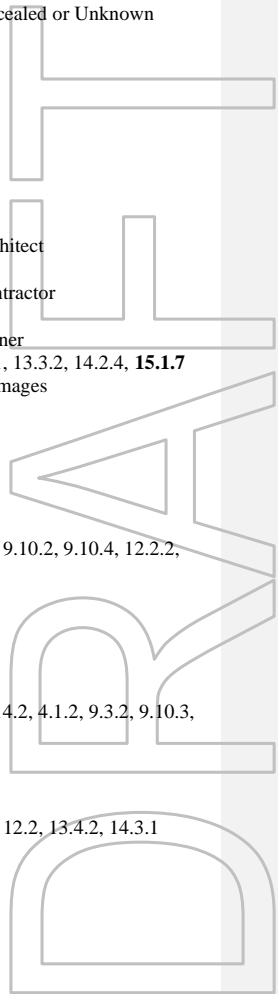 cealed or Unknown
chitect
ntractor
ner
, 13.3.2, 14.2.4, 15.1.7
mages
9.10.2, 9.10.4, 12.2.2,
4.2, 4.1.2, 9.3.2, 9.10.3,
12.2, 13.4.2, 14.3.1
DRAFT